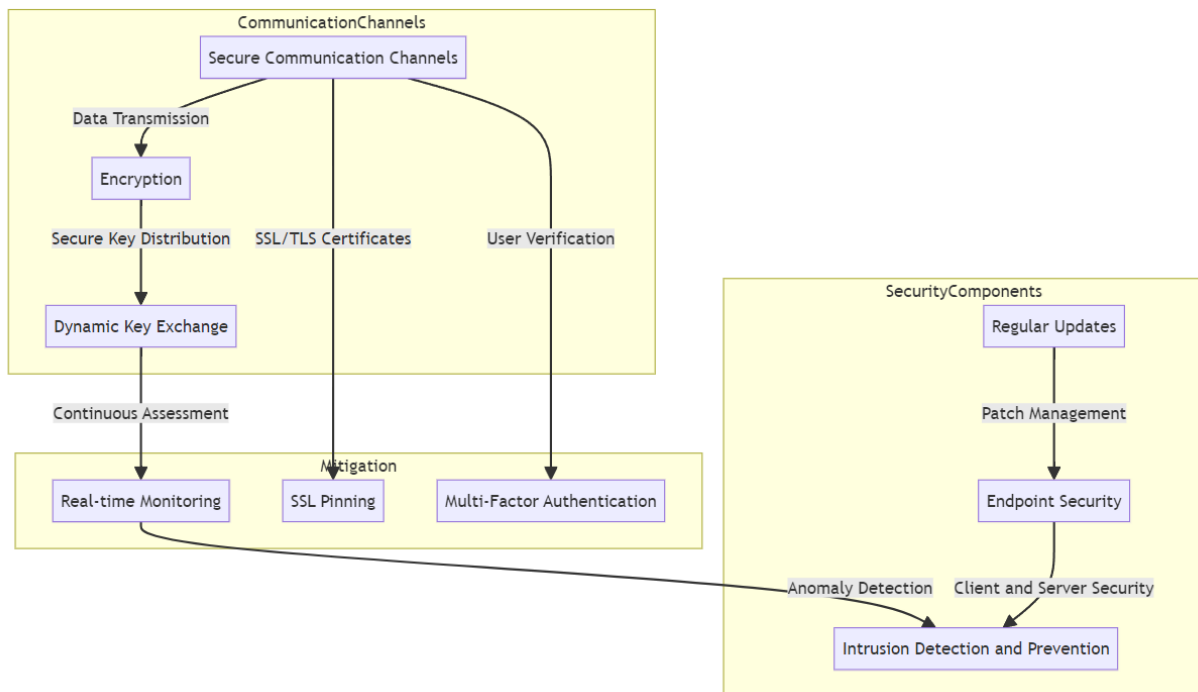 CommunicationChannels
Secure Communication Channels
Data Transmission
Encryption
Secure Key Distribution
SSL/TLS Certificates
User Verification
SecurityComponents
Dynamic Key Exchange
Regular Updates
Continuous Assessment
Patch Management
Mitigation
Real-time Monitoring
SSL Pinning
Multi-Factor Authentication
Endpoint Security
Anomaly Detection
Client and Server Security
Intrusion Detection and Prevention